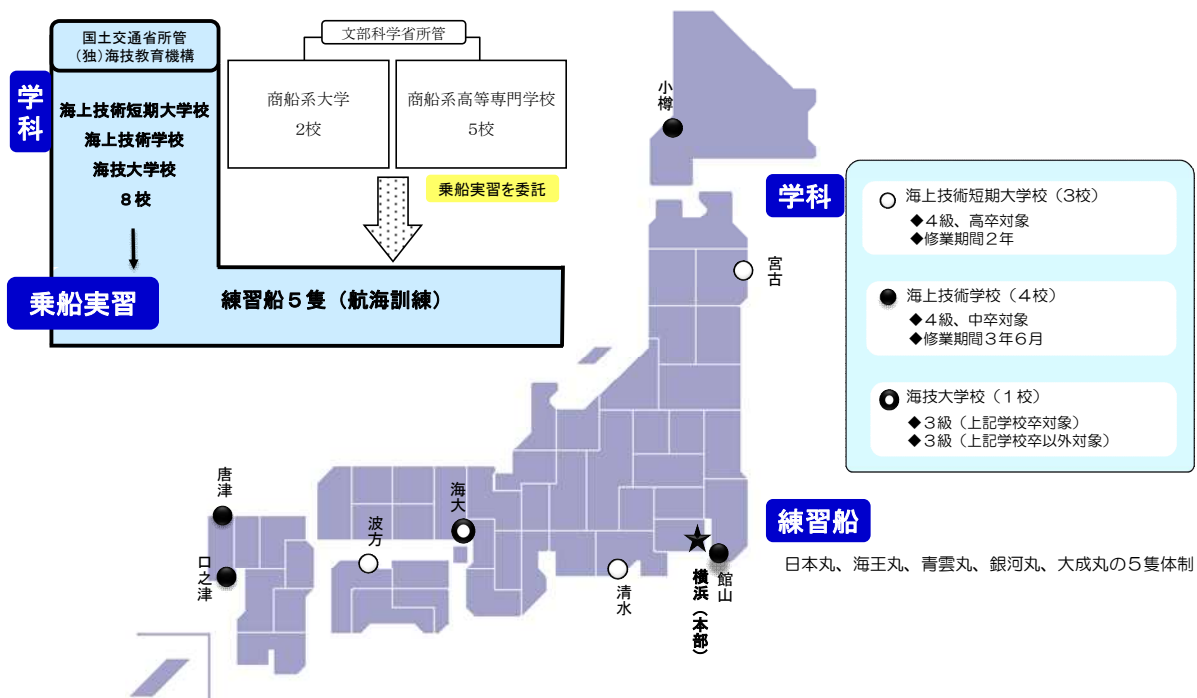 国土交通省所管
(独)海技教育機構
学科
海上技術短期大学校
海上技術学校
海技大学校
8校
文部科学省所管
商船系大学
2校
商船系高等専門学校
5校
乗船実習を委託
乗船実習
練習船5隻（航海訓練）
小樽
宮古
唐津
口之津
波方
海大
清水
横浜（本部）
館山
学科
海上技術短期大学校（3校）
◆4級、高卒対象
◆修業期間2年
海上技術学校（4校）
◆4級、中卒対象
◆修業期間3年6月
海技大学校（1校）
◆3級（上記学校卒対象）
◆3級（上記学校卒以外対象）
練習船
日本丸、海王丸、青雲丸、銀河丸、大成丸の5隻体制